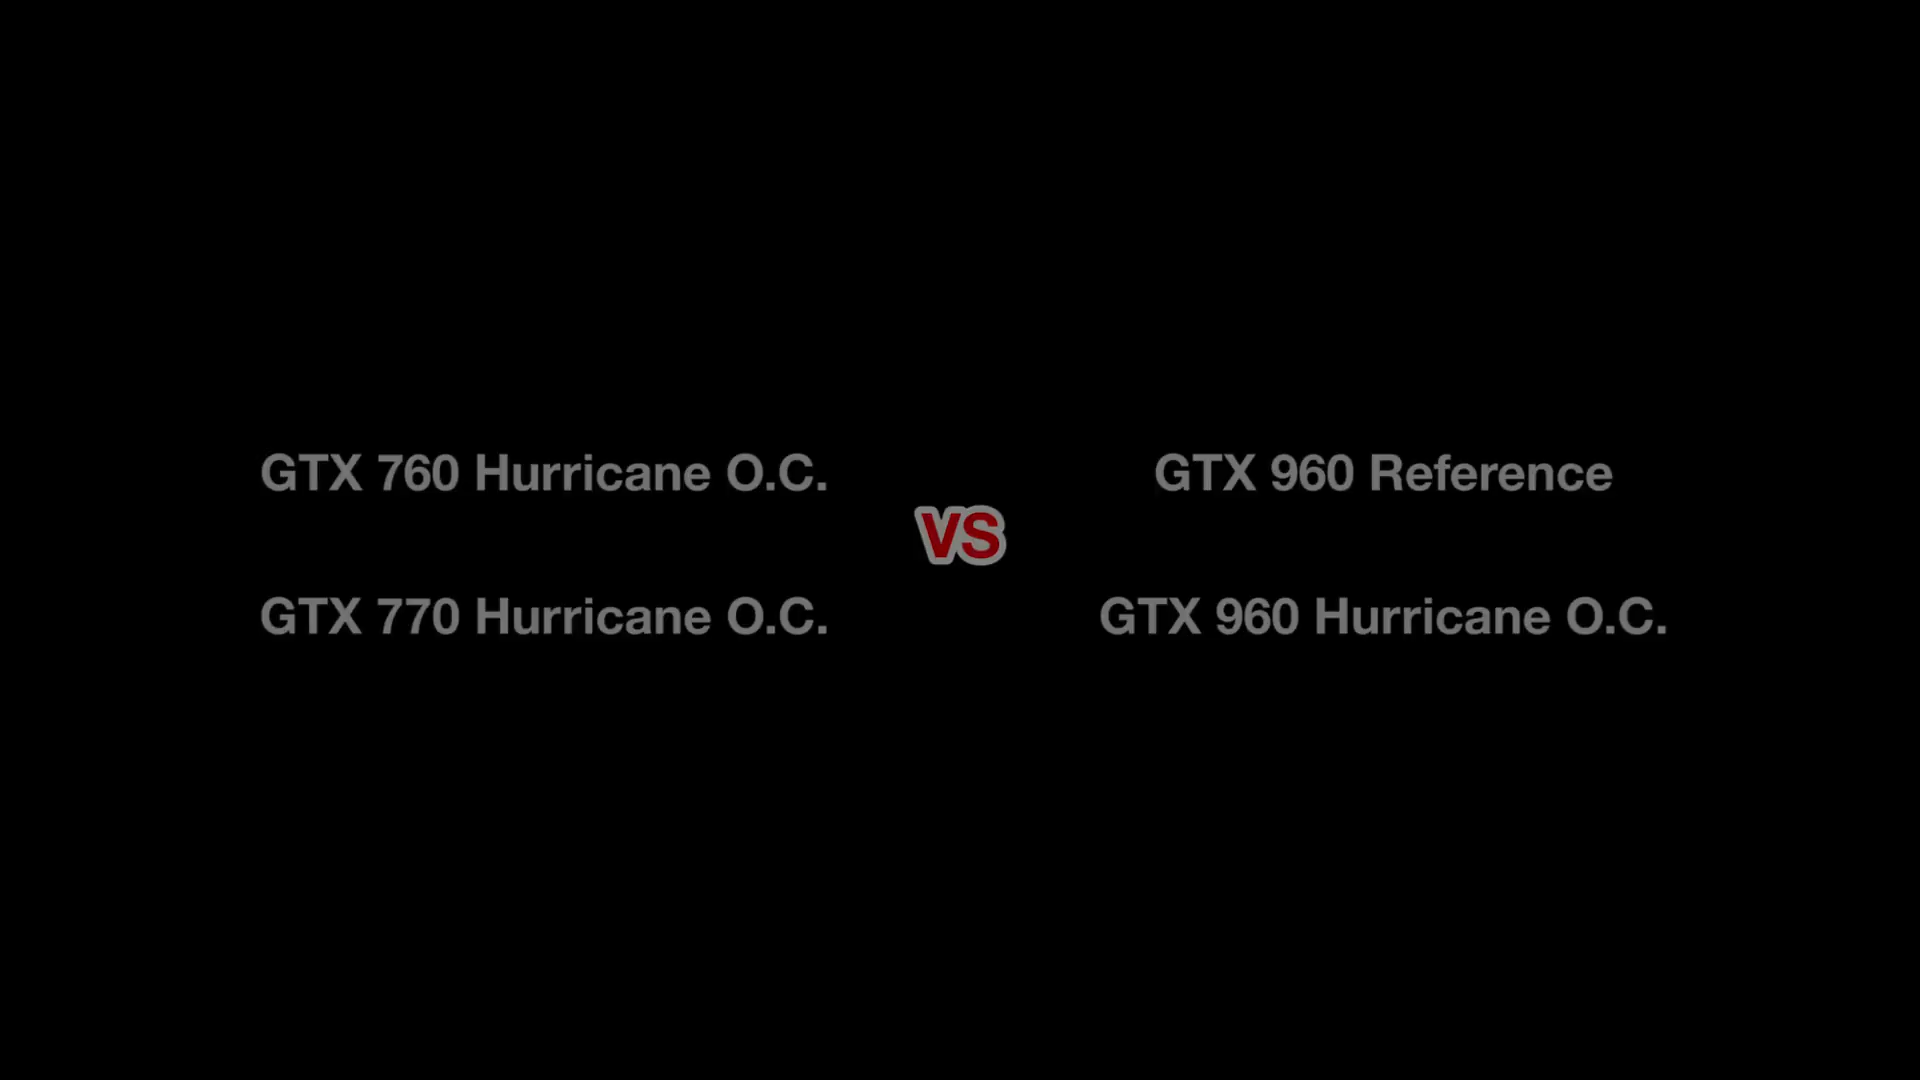 GTX 760 Hurricane O.C.
GTX 960 Reference
VS
GTX 770 Hurricane O.C.
GTX 960 Hurricane O.C.